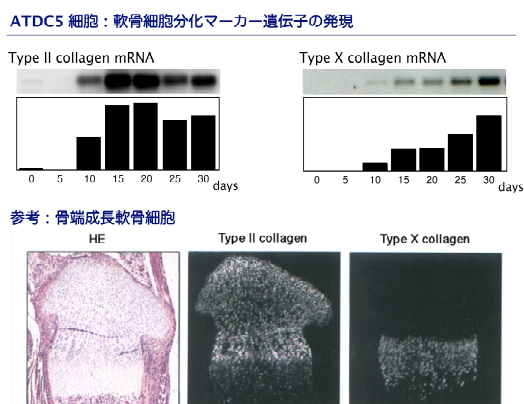 ATDC5 細胞：軟骨細胞分化マーカー遺伝子の発現
Type II collagen mRNA
Type X collagen mRNA
0 5 10 15 20 25 30
days
0 5 10 15 20 25 30
days
参考：骨端成長軟骨細胞
HE
Type II collagen
Type X collagen